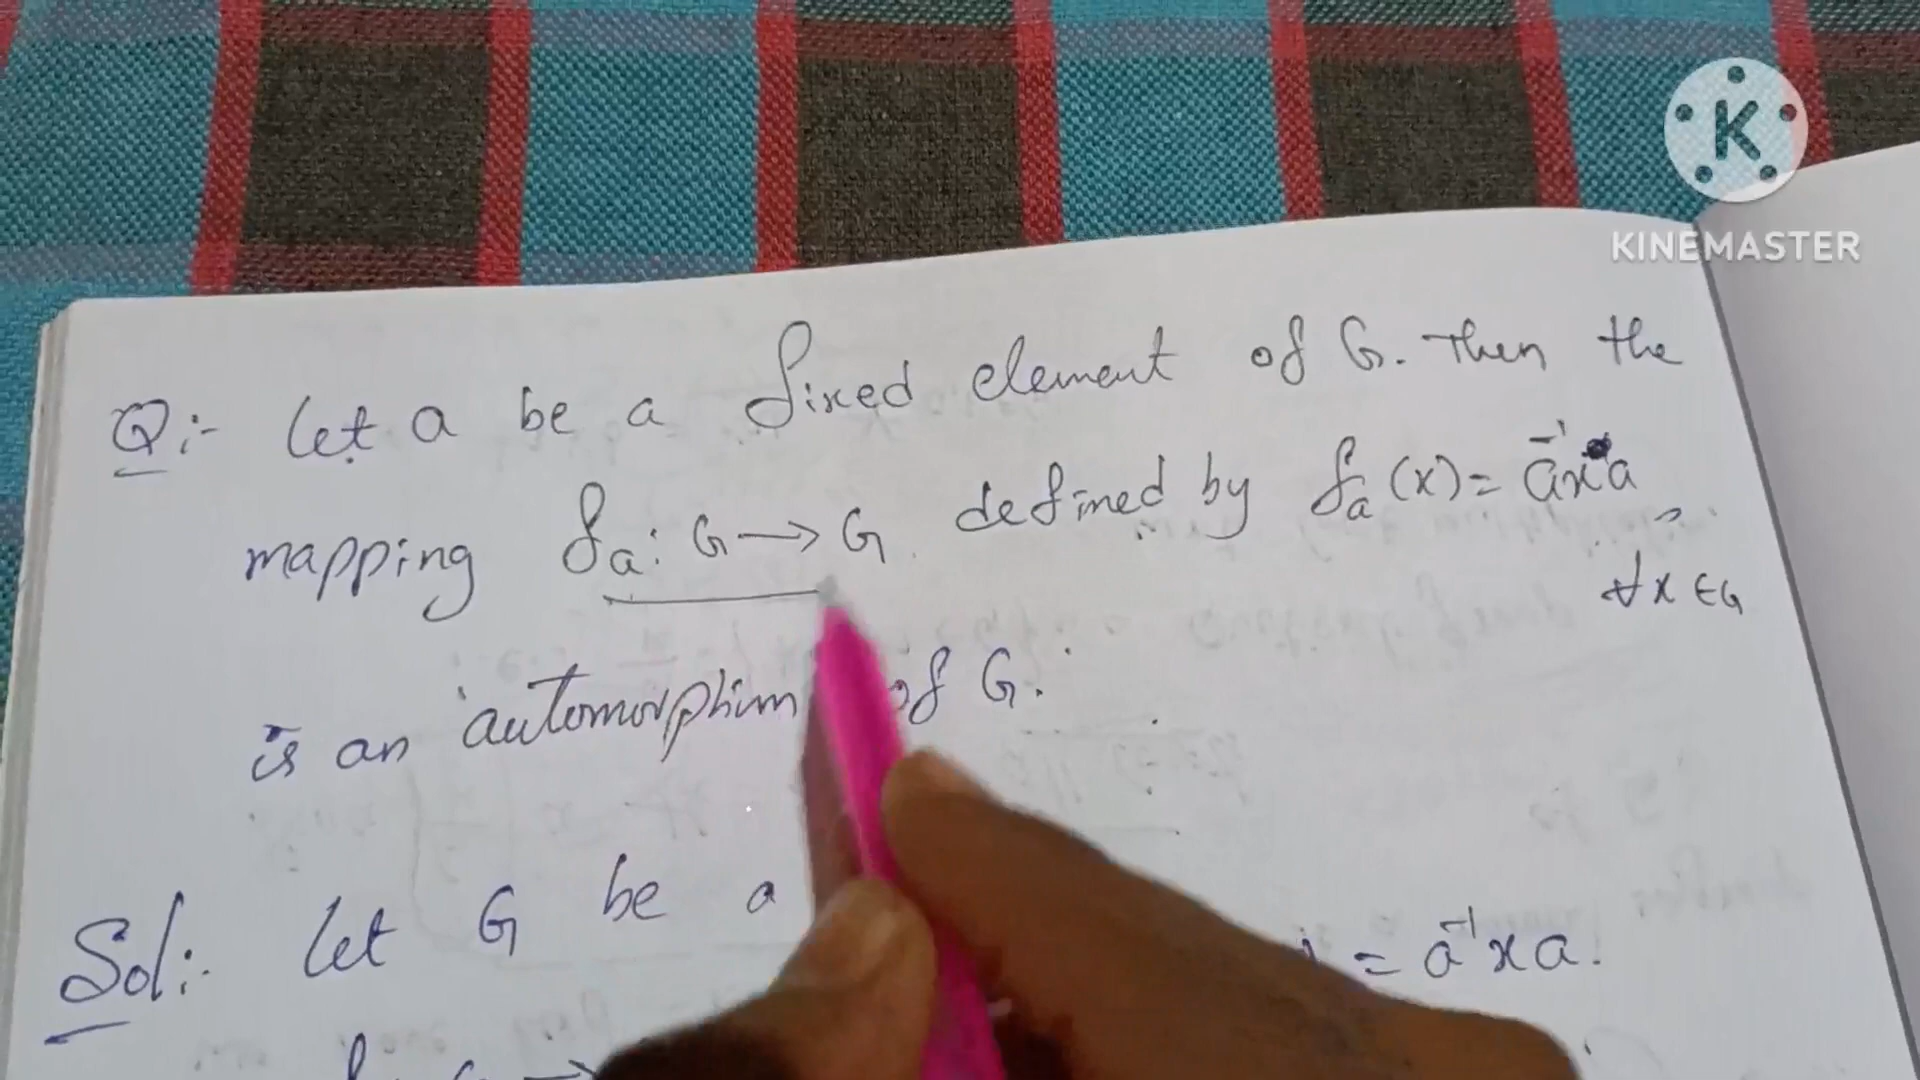 K
KINEMASTER
Q:- Let a be a fixed element of G. Then the
mapping fₐ: G → G defined by fₐ(x) = a⁻¹xa,
∀x ∈ G
is an automorphism of G.
Sol:- Let G be a = a⁻¹xa.
G →